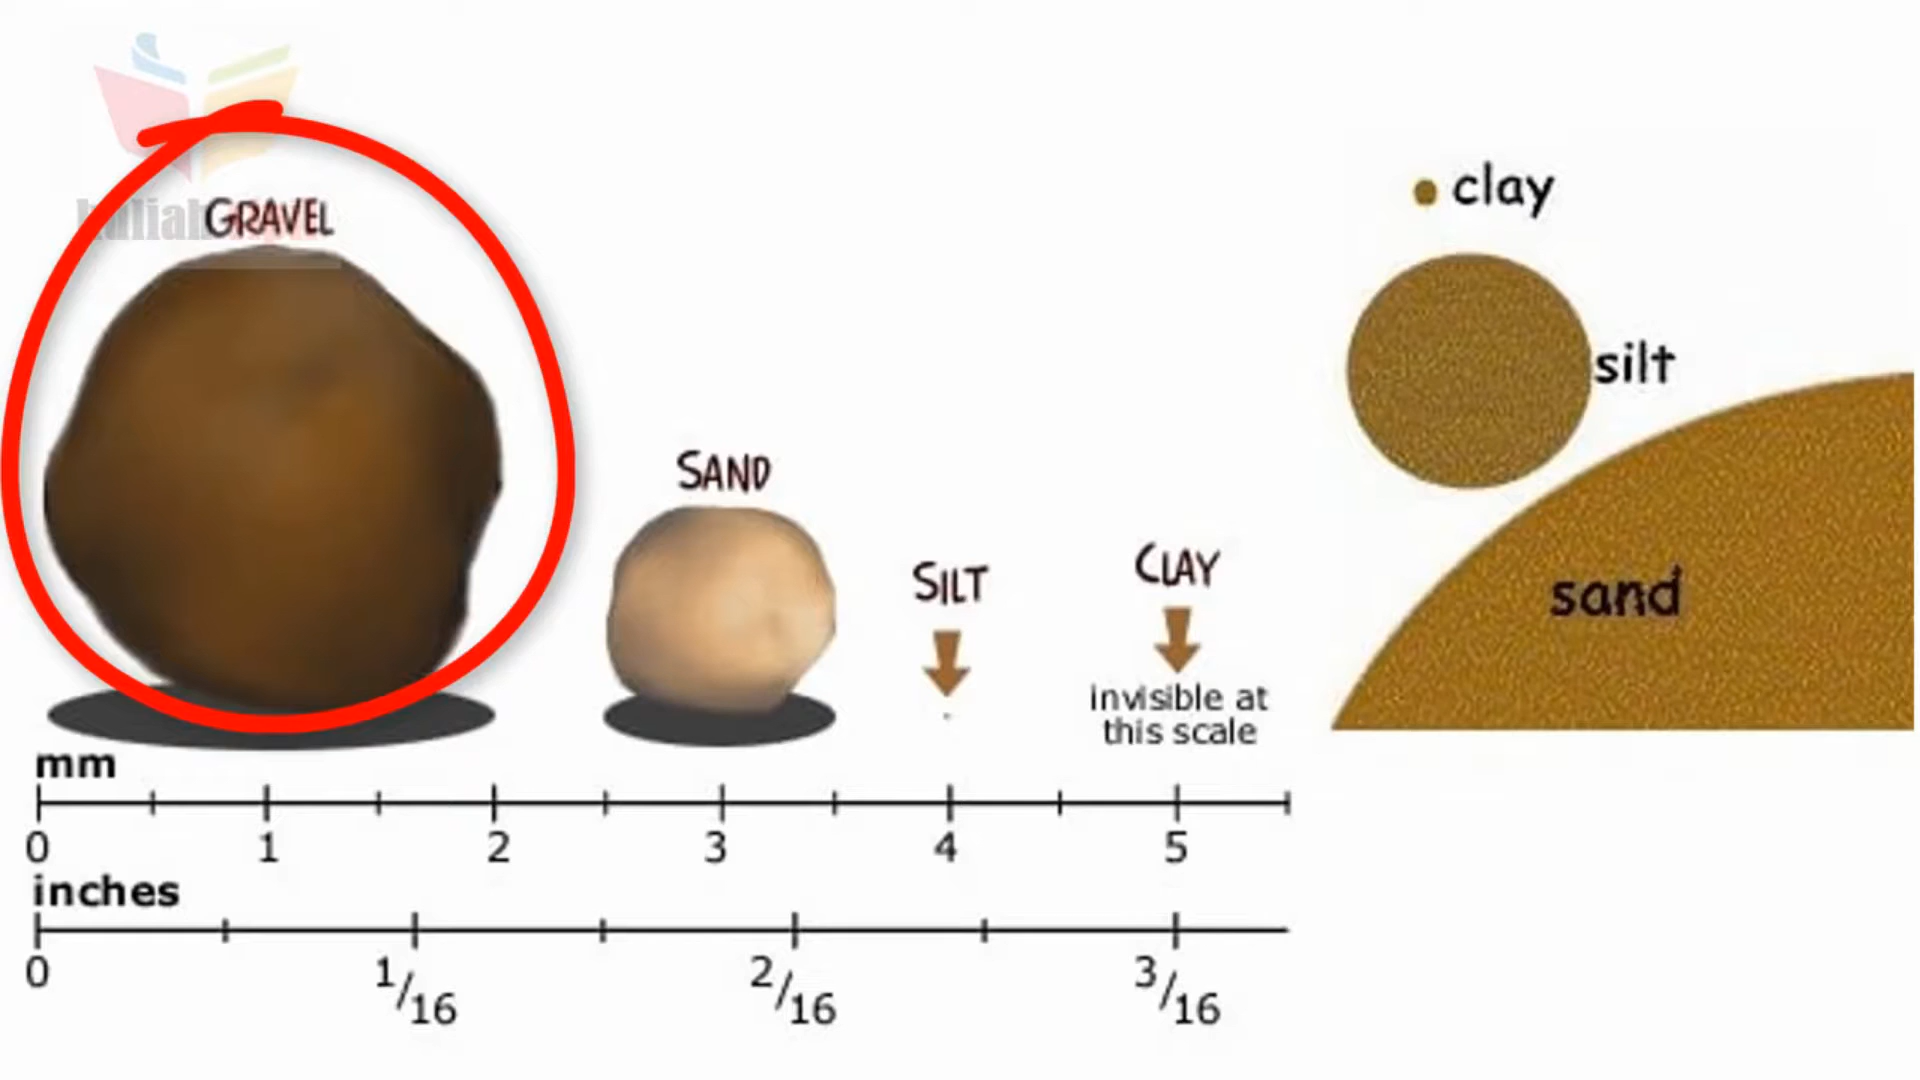 GRAVEL
SAND
SILT
CLAY
invisible at
this scale
clay
silt
sand
mm
0 1 2 3 4 5
inches
0 1/16 2/16 3/16